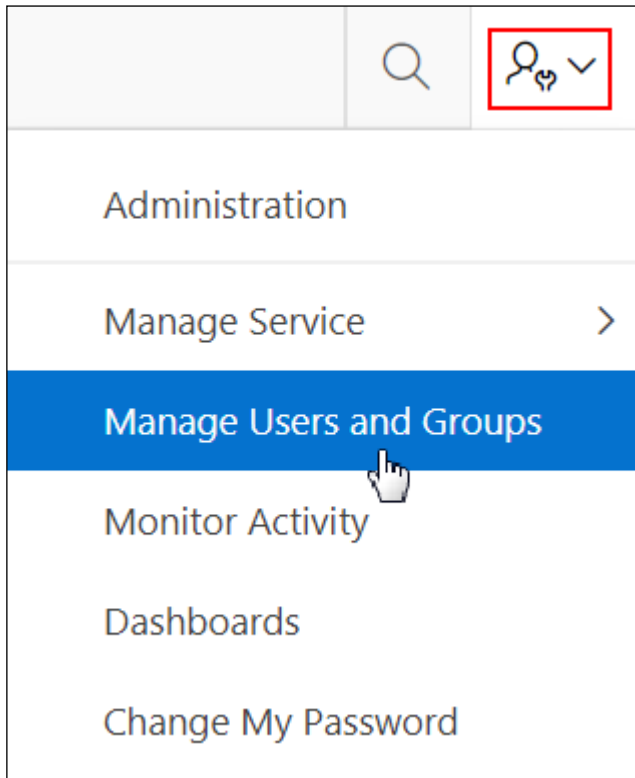 Administration
Manage Service
Manage Users and Groups
Monitor Activity
Dashboards
Change My Password